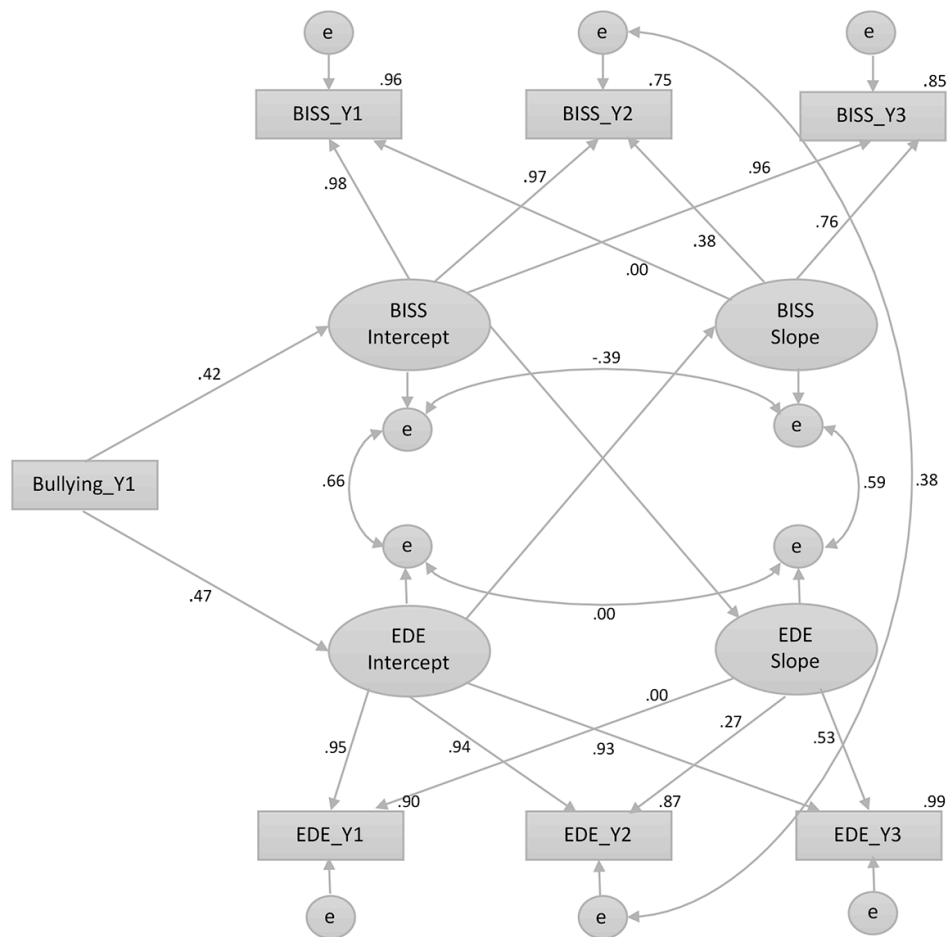 e
e
e
.96
.75
.85
BISS_Y1
BISS_Y2
BISS_Y3
.98
.97
.96
.38
.76
.00
BISS
Intercept
BISS
Slope
.42
-.39
e
e
Bullying_Y1
.66
.59
.38
e
e
.47
.00
EDE
Intercept
EDE
Slope
.00
.27
.95
.94
.93
.53
.90
.87
.99
EDE_Y1
EDE_Y2
EDE_Y3
e
e
e